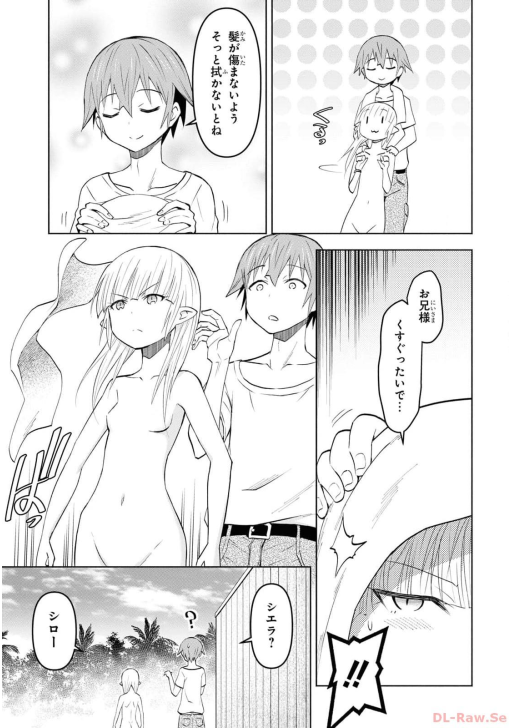 くるっ
髪が傷まないよう
そっと拭かないとね
お兄様
くすぐったいで…
!!
ばっ
シエラ?
?
シロー
DL-Raw.Se